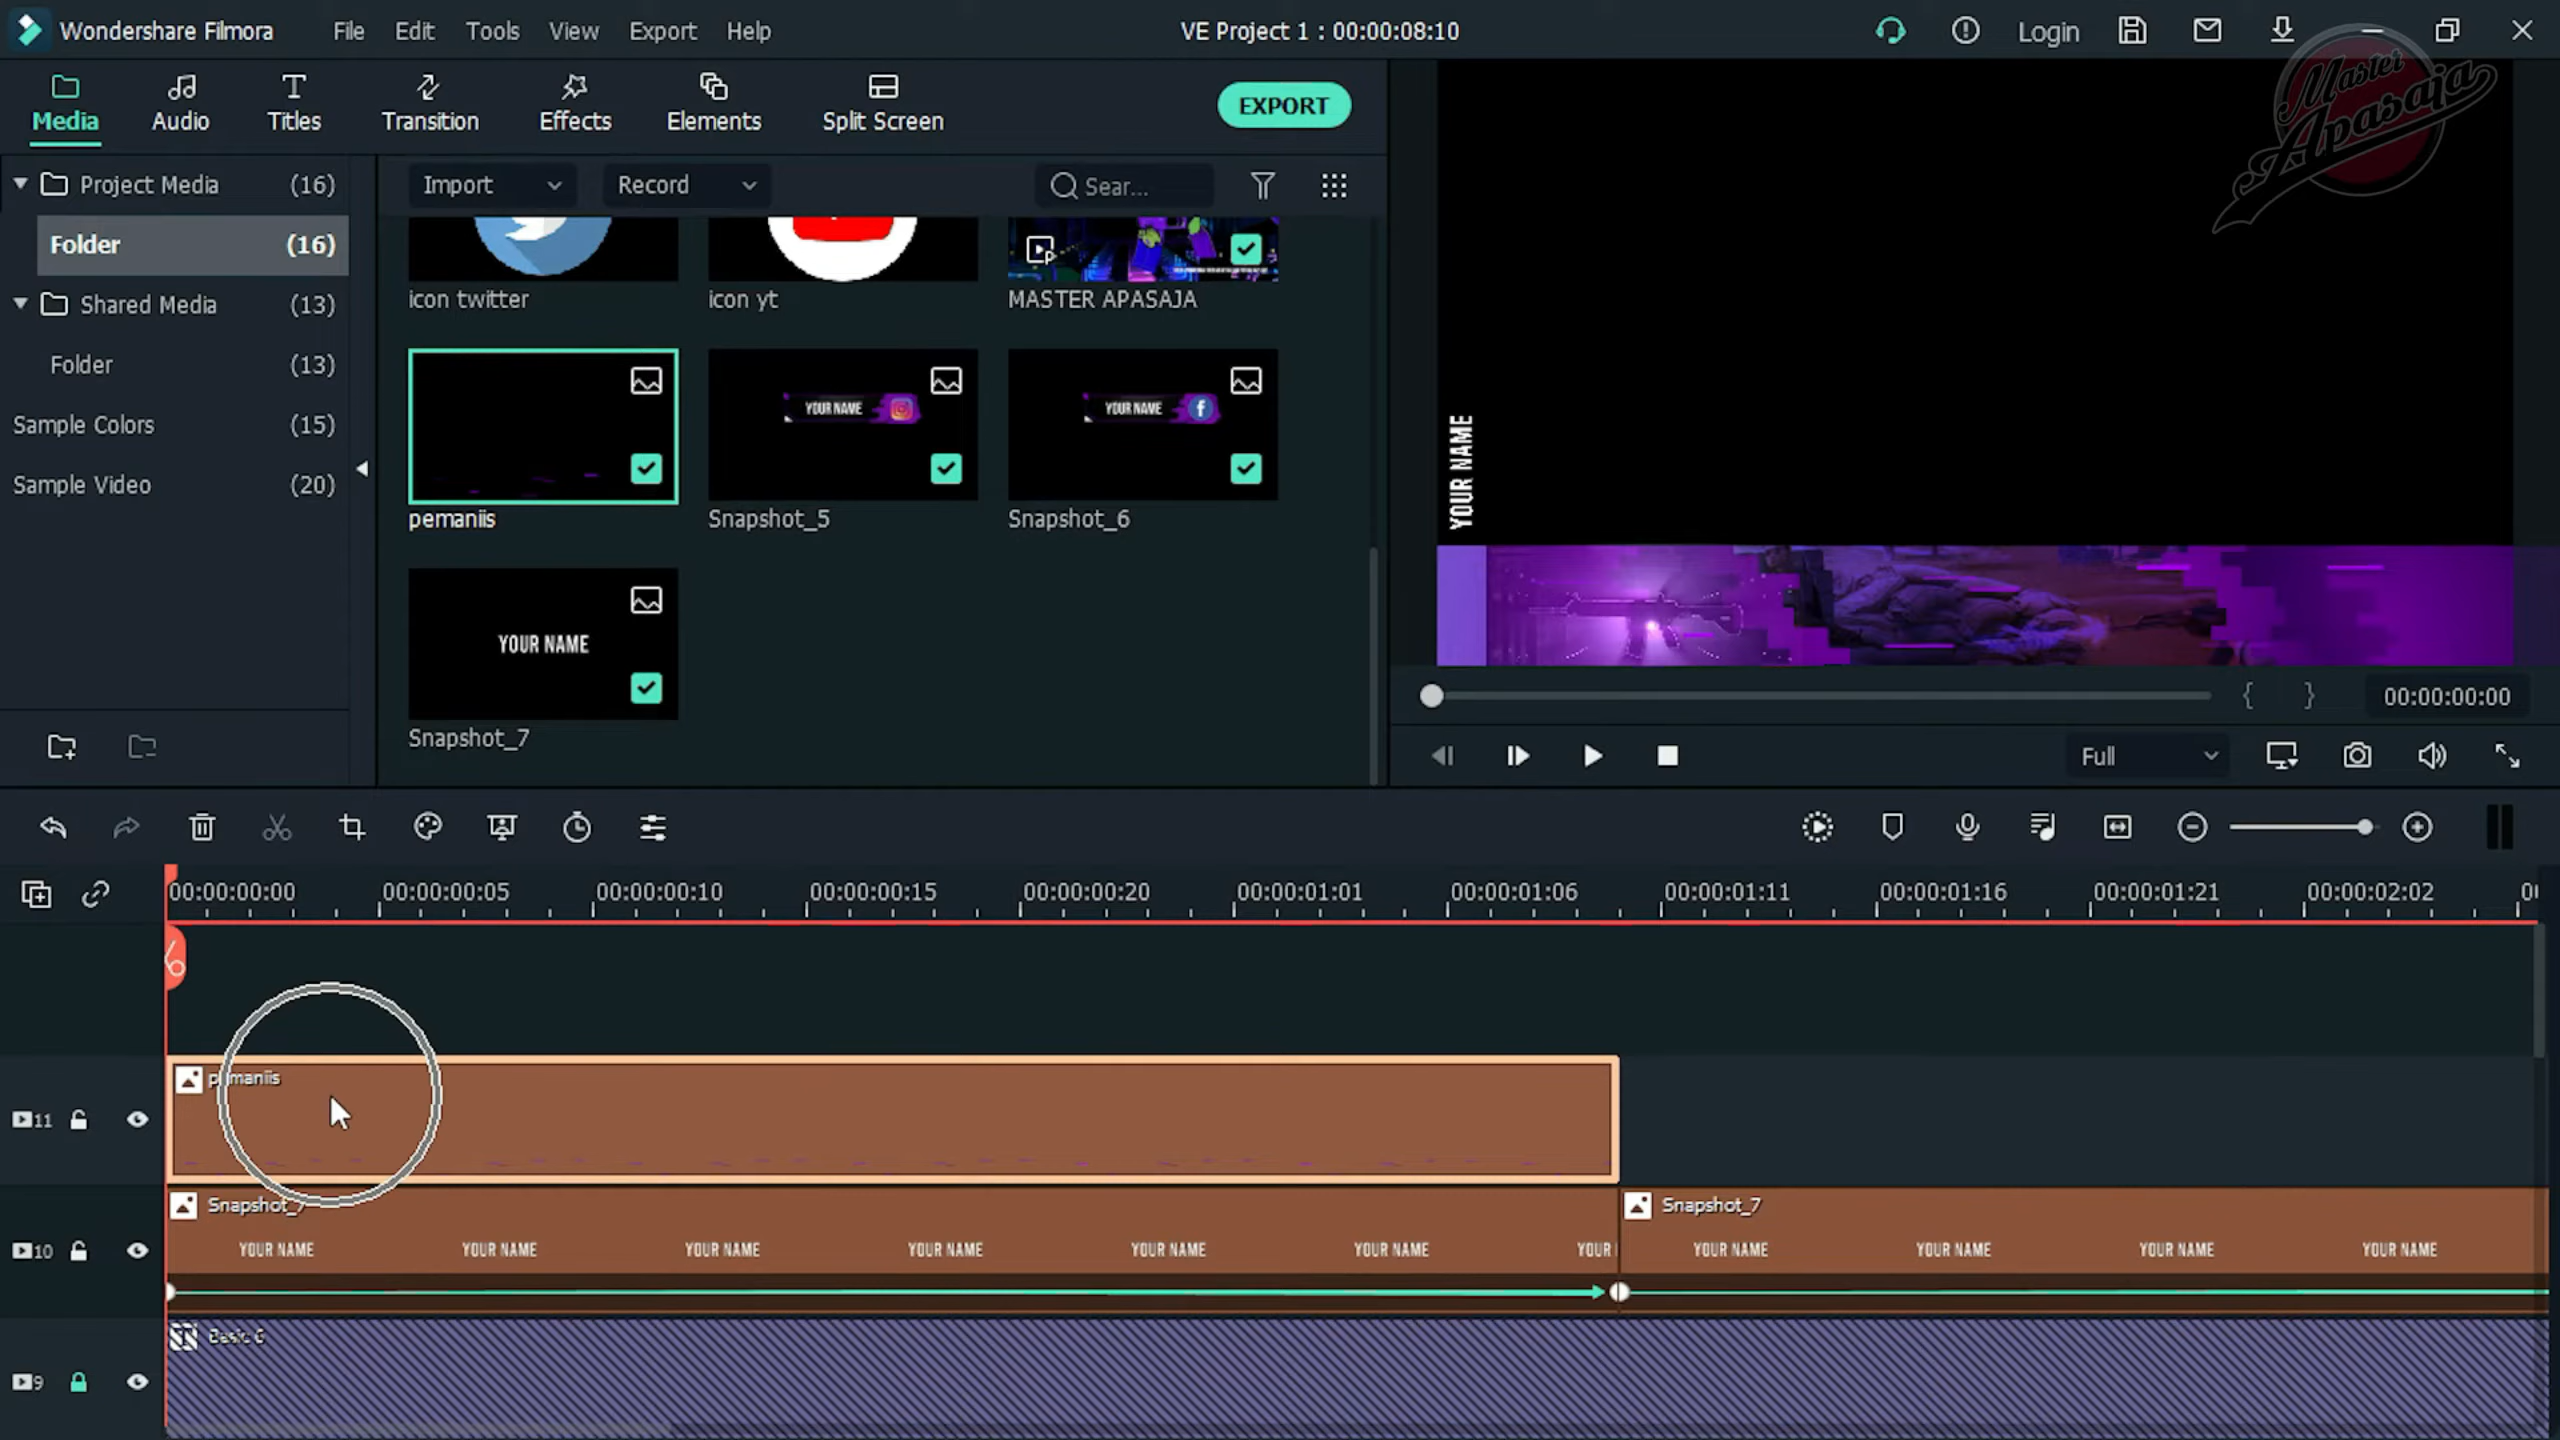 Wondershare Filmora
File Edit Tools View Export Help
VE Project 1 : 00:00:08:10
Login
Master
Apasaja
Media Audio Titles Transition Effects Elements Split Screen
EXPORT
Project Media (16)
Folder (16)
Shared Media (13)
Folder (13)
Sample Colors (15)
Sample Video (20)
Import Record Sear...
icon twitter icon yt MASTER APASAJA
YOUR NAME YOUR NAME
pemaniis Snapshot_5 Snapshot_6
YOUR NAME
Snapshot_7
YOUR NAME
{ } 00:00:00:00
Full
00:00:00:00 00:00:00:05 00:00:00:10 00:00:00:15 00:00:00:20 00:00:01:01 00:00:01:06 00:00:01:11 00:00:01:16 00:00:01:21 00:00:02:02
11 pemaniis
Snapshot_7 Snapshot_7
10 YOUR NAME YOUR NAME YOUR NAME YOUR NAME YOUR NAME YOUR NAME YOUR YOUR NAME YOUR NAME YOUR NAME YOUR NAME
Basic 6
9